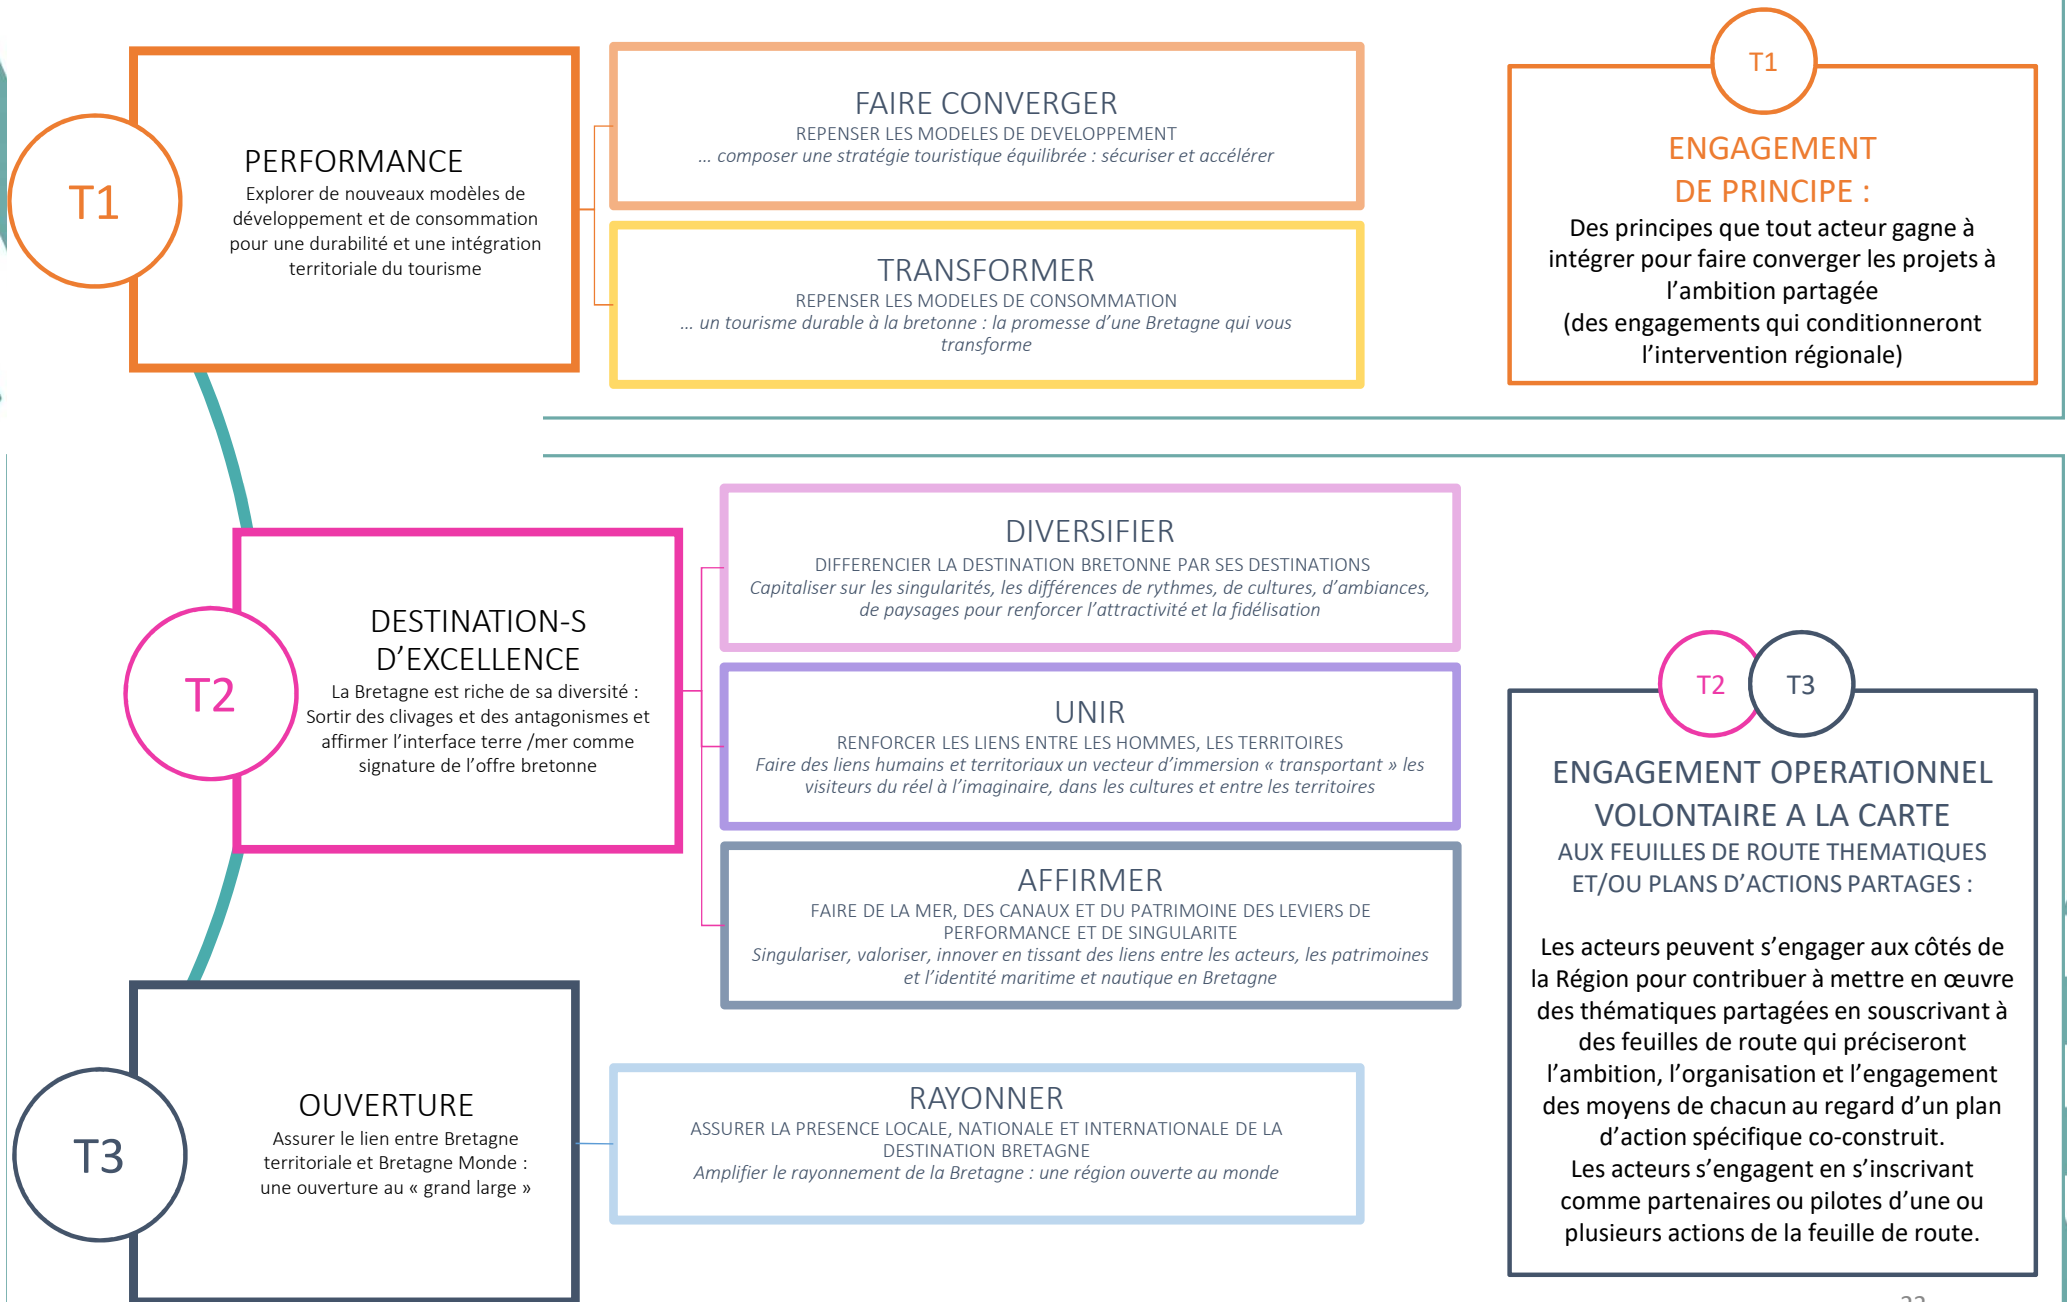 T1
PERFORMANCE
Explorer de nouveaux modèles de
développement et de consommation
pour une durabilité et une intégration
territoriale du tourisme
FAIRE CONVERGER
REPENSER LES MODELES DE DEVELOPPEMENT
... composer une stratégie touristique équilibrée : sécuriser et accélérer
TRANSFORMER
REPENSER LES MODELES DE CONSOMMATION
... un tourisme durable à la bretonne : la promesse d’une Bretagne qui vous
transforme
T1
ENGAGEMENT
DE PRINCIPE :
Des principes que tout acteur gagne à
intégrer pour faire converger les projets à
l’ambition partagée
(des engagements qui conditionneront
l’intervention régionale)
T2
DESTINATION-S
D’EXCELLENCE
La Bretagne est riche de sa diversité :
Sortir des clivages et des antagonismes et
affirmer l’interface terre /mer comme
signature de l’offre bretonne
DIVERSIFIER
DIFFERENCIER LA DESTINATION BRETONNE PAR SES DESTINATIONS
Capitaliser sur les singularités, les différences de rythmes, de cultures, d’ambiances,
de paysages pour renforcer l’attractivité et la fidélisation
UNIR
RENFORCER LES LIENS ENTRE LES HOMMES, LES TERRITOIRES
Faire des liens humains et territoriaux un vecteur d’immersion « transportant » les
visiteurs du réel à l’imaginaire, dans les cultures et entre les territoires
AFFIRMER
FAIRE DE LA MER, DES CANAUX ET DU PATRIMOINE DES LEVIERS DE
PERFORMANCE ET DE SINGULARITE
Singulariser, valoriser, innover en tissant des liens entre les acteurs, les patrimoines
et l’identité maritime et nautique en Bretagne
T3
OUVERTURE
Assurer le lien entre Bretagne
territoriale et Bretagne Monde :
une ouverture au « grand large »
RAYONNER
ASSURER LA PRESENCE LOCALE, NATIONALE ET INTERNATIONALE DE LA
DESTINATION BRETAGNE
Amplifier le rayonnement de la Bretagne : une région ouverte au monde
T2
T3
ENGAGEMENT OPERATIONNEL
VOLONTAIRE A LA CARTE
AUX FEUILLES DE ROUTE THEMATIQUES
ET/OU PLANS D’ACTIONS PARTAGES :
Les acteurs peuvent s’engager aux côtés de
la Région pour contribuer à mettre en œuvre
des thématiques partagées en souscrivant à
des feuilles de route qui préciseront
l’ambition, l’organisation et l’engagement
des moyens de chacun au regard d’un plan
d’action spécifique co-construit.
Les acteurs s’engagent en s’inscrivant
comme partenaires ou pilotes d’une ou
plusieurs actions de la feuille de route.